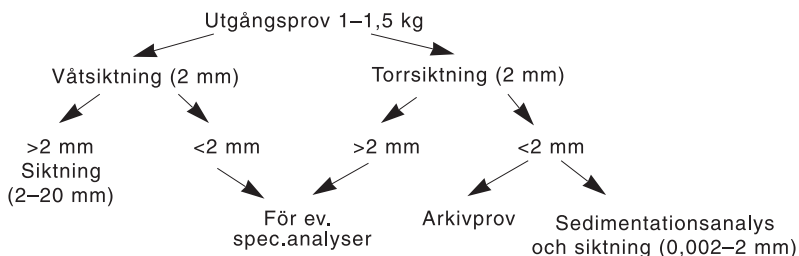 Utgångsprov 1–1,5 kg
Våtsiktning (2 mm)
Torrsiktning (2 mm)
>2 mm
Siktning
(2–20 mm)
<2 mm
>2 mm
<2 mm
För ev.
spec.analyser
Arkivprov
Sedimentationsanalys
och siktning (0,002–2 mm)